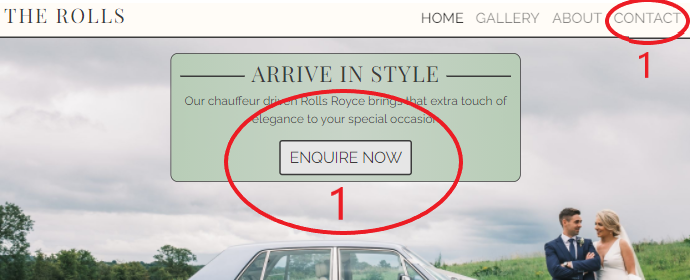 THE ROLLS
HOME GALLERY ABOUT CONTACT
1
ARRIVE IN STYLE
Our chauffeur driven Rolls Royce brings that extra touch of
elegance to your special occasion
ENQUIRE NOW
1